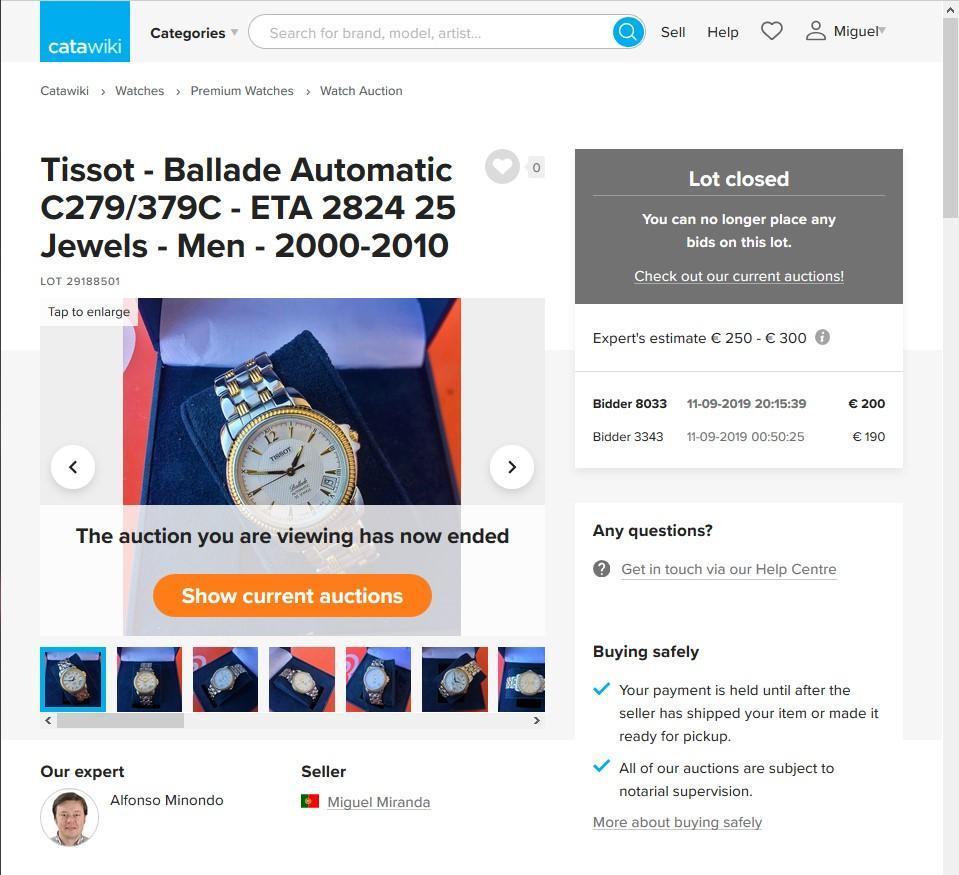 catawiki
Categories
Search for brand, model, artist...
Sell
Help
Miguel
Catawiki › Watches › Premium Watches › Watch Auction
Tissot - Ballade Automatic
C279/379C - ETA 2824 25
Jewels - Men - 2000-2010
0
LOT 29188501
Tap to enlarge
12
TISSOT
Ballade
AUTOMATIC
The auction you are viewing has now ended
Show current auctions
Our expert
Alfonso Minondo
Seller
Miguel Miranda
Lot closed
You can no longer place any
bids on this lot.
Check out our current auctions!
Expert's estimate € 250 - € 300
Bidder 8033 11-09-2019 20:15:39 € 200
Bidder 3343 11-09-2019 00:50:25 € 190
Any questions?
Get in touch via our Help Centre
Buying safely
Your payment is held until after the
seller has shipped your item or made it
ready for pickup.
All of our auctions are subject to
notarial supervision.
More about buying safely